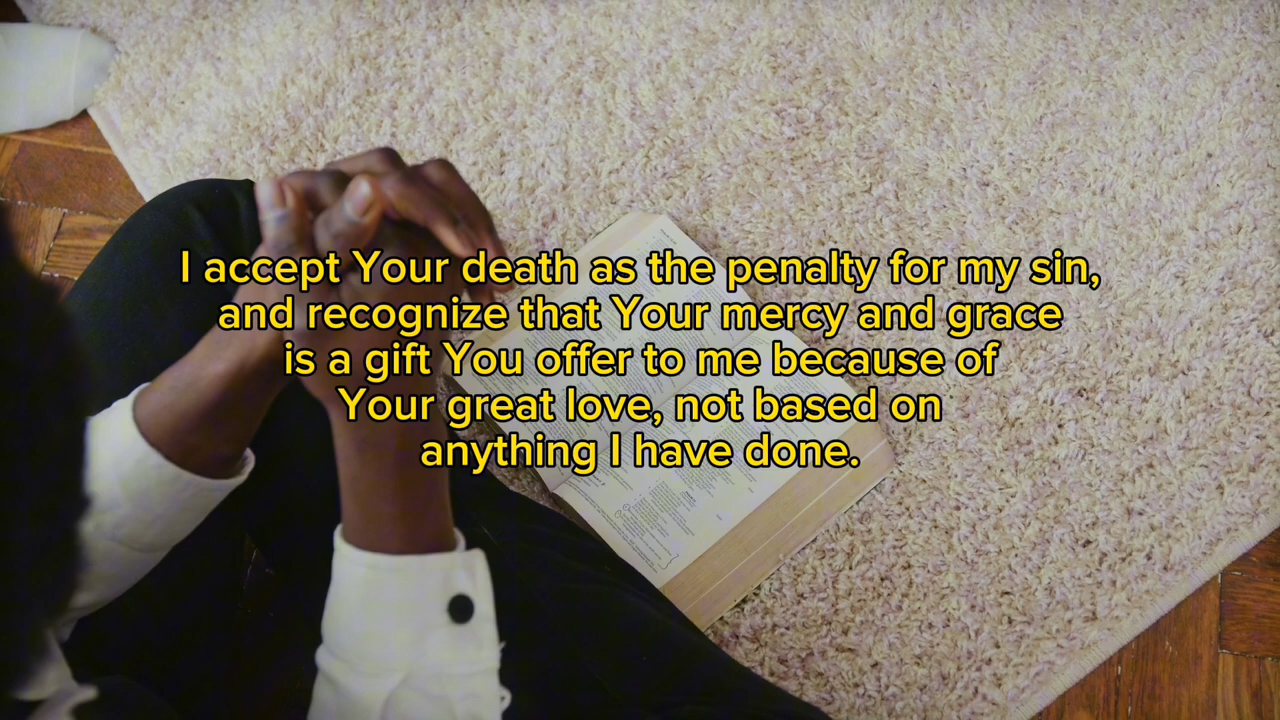 I accept Your death as the penalty for my sin,
and recognize that Your mercy and grace
is a gift You offer to me because of
Your great love, not based on
anything I have done.